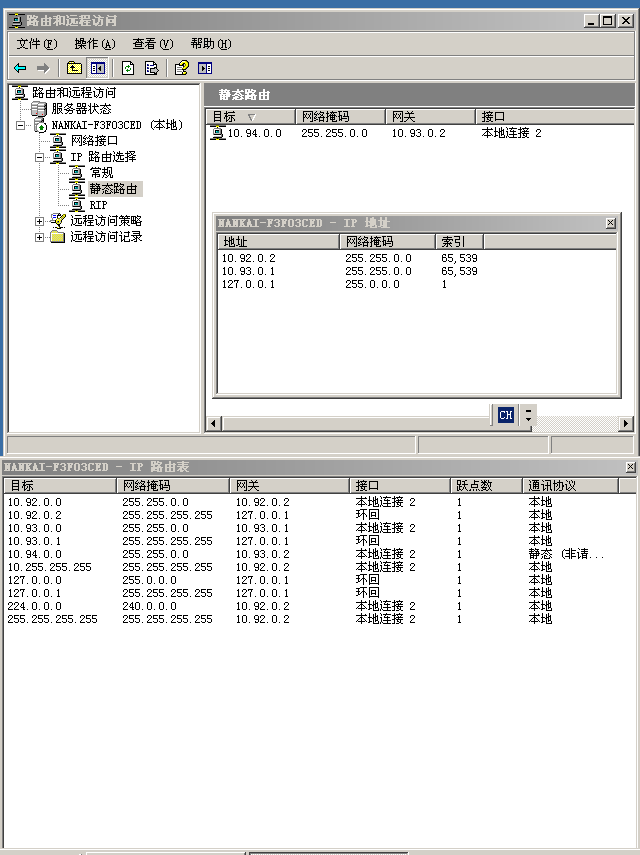 路由和远程访问
文件(F) 操作(A) 查看(V) 帮助(H)
路由和远程访问
服务器状态
NANKAI-F3F03CED (本地)
网络接口
IP 路由选择
常规
静态路由
RIP
远程访问策略
远程访问记录
静态路由
目标 网络掩码 网关 接口
10.94.0.0 255.255.0.0 10.93.0.2 本地连接 2
NANKAI-F3F03CED - IP 地址
地址 网络掩码 索引
10.92.0.2 255.255.0.0 65,539
10.93.0.1 255.255.0.0 65,539
127.0.0.1 255.0.0.0 1
CH
NANKAI-F3F03CED - IP 路由表
目标 网络掩码 网关 接口 跃点数 通讯协议
10.92.0.0 255.255.0.0 10.92.0.2 本地连接 2 1 本地
10.92.0.2 255.255.255.255 127.0.0.1 环回 1 本地
10.93.0.0 255.255.0.0 10.93.0.1 本地连接 2 1 本地
10.93.0.1 255.255.255.255 127.0.0.1 环回 1 本地
10.94.0.0 255.255.0.0 10.93.0.2 本地连接 2 1 静态 (非请...
10.255.255.255 255.255.255.255 10.92.0.2 本地连接 2 1 本地
127.0.0.0 255.0.0.0 127.0.0.1 环回 1 本地
127.0.0.1 255.255.255.255 127.0.0.1 环回 1 本地
224.0.0.0 240.0.0.0 10.92.0.2 本地连接 2 1 本地
255.255.255.255 255.255.255.255 10.92.0.2 本地连接 2 1 本地